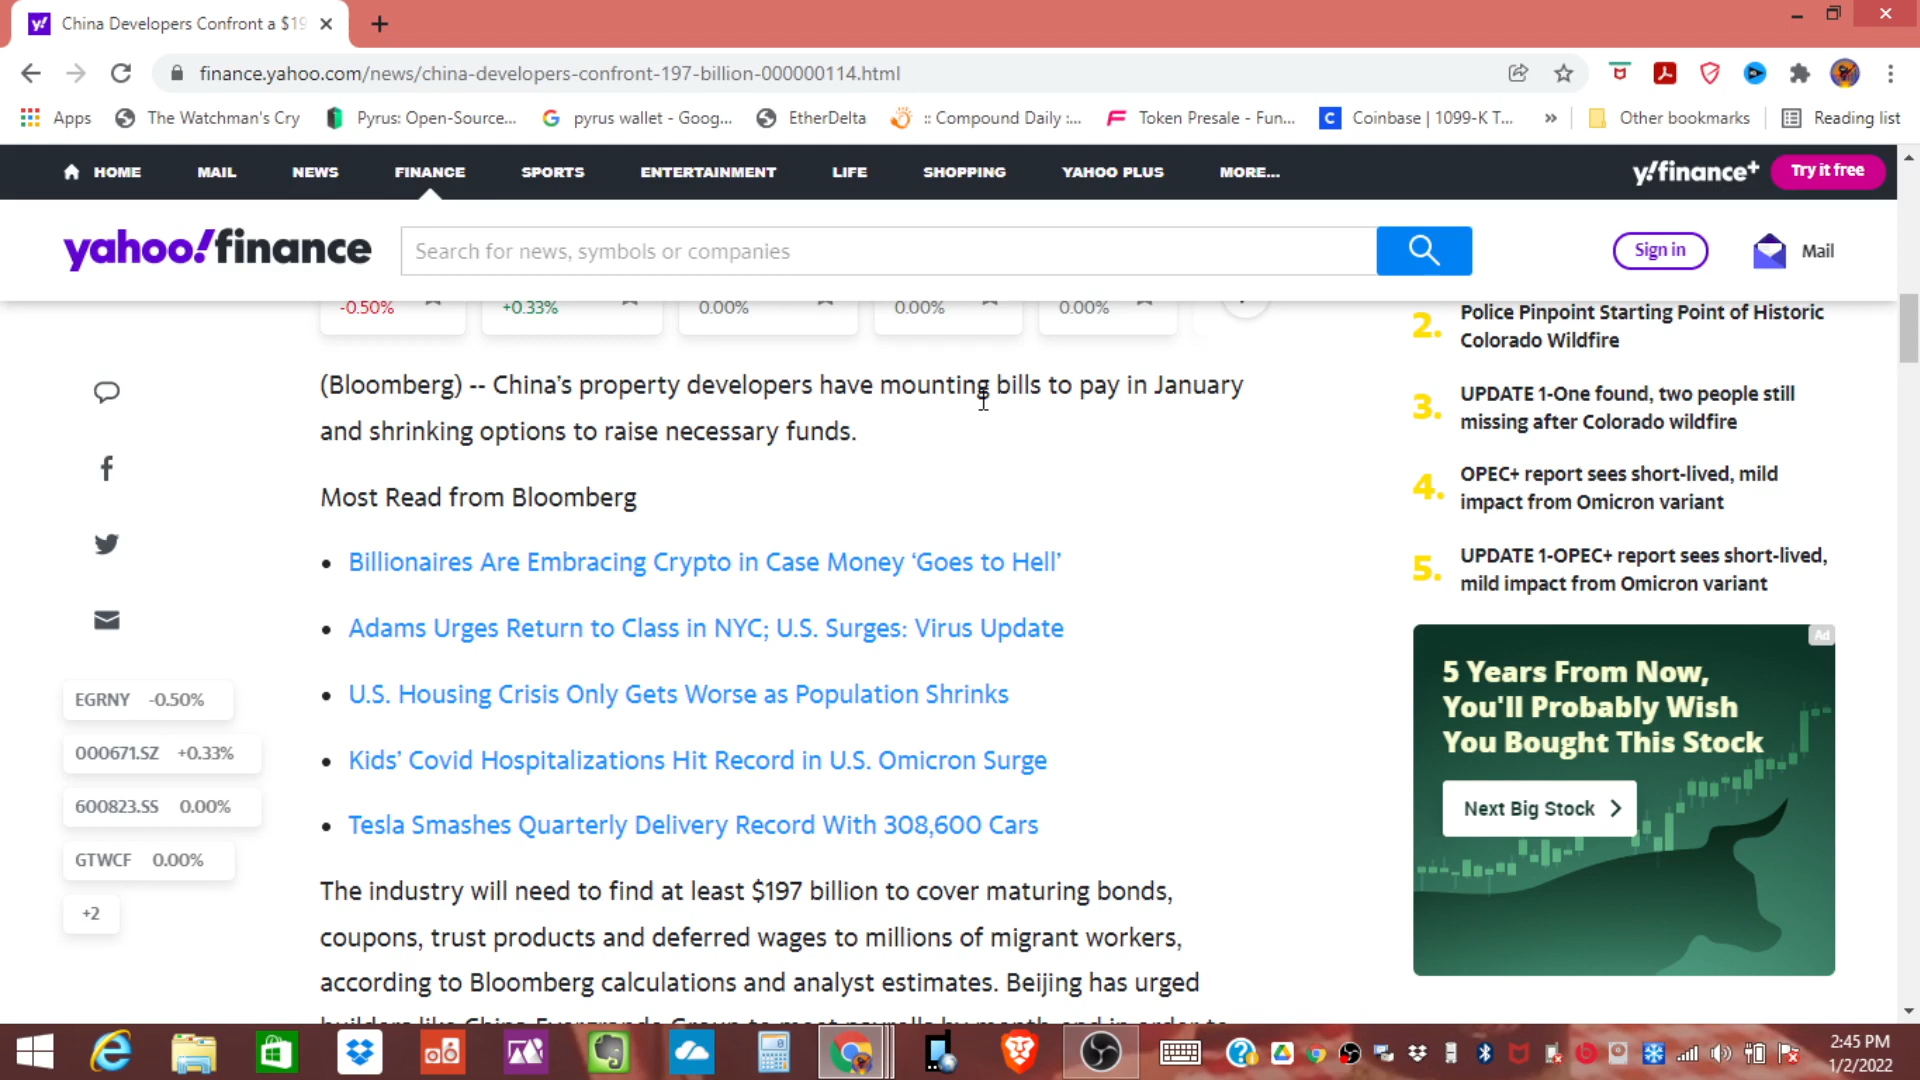 China Developers Confront a $19
finance.yahoo.com/news/china-developers-confront-197-billion-000000114.html
Apps The Watchman's Cry Pyrus: Open-Source... pyrus wallet - Goog... EtherDelta :: Compound Daily :... Token Presale - Fun... Coinbase | 1099-K T... » Other bookmarks Reading list
HOME MAIL NEWS FINANCE SPORTS ENTERTAINMENT LIFE SHOPPING YAHOO PLUS MORE... y!finance+ Try it free
yahoo!finance Search for news, symbols or companies Sign in Mail
-0.50% +0.33% 0.00% 0.00% 0.00%
(Bloomberg) -- China's property developers have mounting bills to pay in January
and shrinking options to raise necessary funds.
Most Read from Bloomberg
• Billionaires Are Embracing Crypto in Case Money ‘Goes to Hell’
• Adams Urges Return to Class in NYC; U.S. Surges: Virus Update
• U.S. Housing Crisis Only Gets Worse as Population Shrinks
• Kids’ Covid Hospitalizations Hit Record in U.S. Omicron Surge
• Tesla Smashes Quarterly Delivery Record With 308,600 Cars
The industry will need to find at least $197 billion to cover maturing bonds,
coupons, trust products and deferred wages to millions of migrant workers,
according to Bloomberg calculations and analyst estimates. Beijing has urged
EGRNY -0.50%
000671.SZ +0.33%
600823.SS 0.00%
GTWCF 0.00%
+2
2. Police Pinpoint Starting Point of Historic
Colorado Wildfire
3. UPDATE 1-One found, two people still
missing after Colorado wildfire
4. OPEC+ report sees short-lived, mild
impact from Omicron variant
5. UPDATE 1-OPEC+ report sees short-lived,
mild impact from Omicron variant
Ad
5 Years From Now,
You'll Probably Wish
You Bought This Stock
Next Big Stock >
2:45 PM
1/2/2022